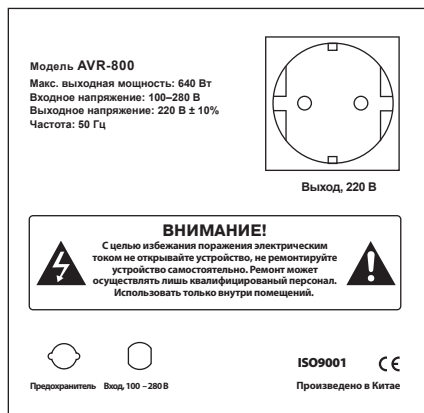 Модель AVR-800
Макс. выходная мощность: 640 Вт
Входное напряжение: 100–280 В
Выходное напряжение: 220 В ± 10%
Частота: 50 Гц
Выход, 220 В
ВНИМАНИЕ!
С целью избежания поражения электрическим
током не открывайте устройство, не ремонтируйте
устройство самостоятельно. Ремонт может
осуществлять лишь квалифицированый персонал.
Использовать только внутри помещений.
Предохранитель Вход, 100 – 280 В
ISO9001 CE
Произведено в Китае